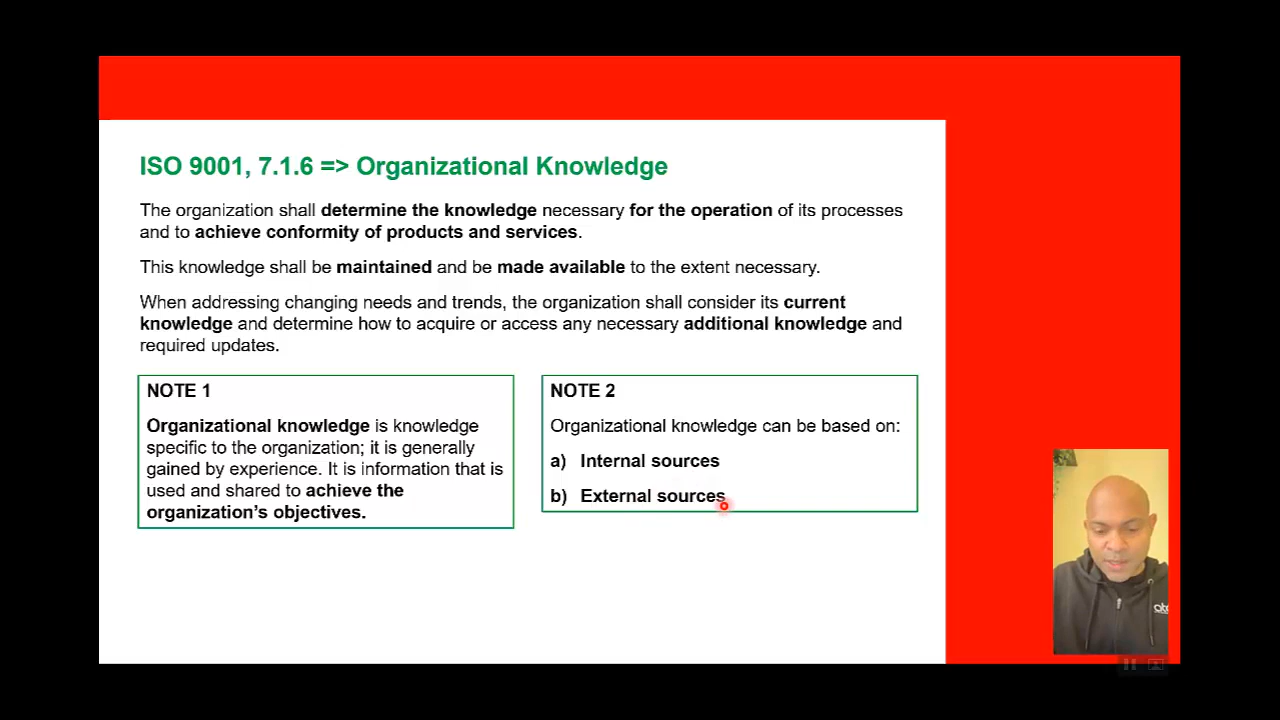 ISO 9001, 7.1.6 => Organizational Knowledge
The organization shall determine the knowledge necessary for the operation of its processes
and to achieve conformity of products and services.
This knowledge shall be maintained and be made available to the extent necessary.
When addressing changing needs and trends, the organization shall consider its current
knowledge and determine how to acquire or access any necessary additional knowledge and
required updates.
NOTE 1
Organizational knowledge is knowledge
specific to the organization; it is generally
gained by experience. It is information that is
used and shared to achieve the
organization's objectives.
NOTE 2
Organizational knowledge can be based on:
a) Internal sources
b) External sources